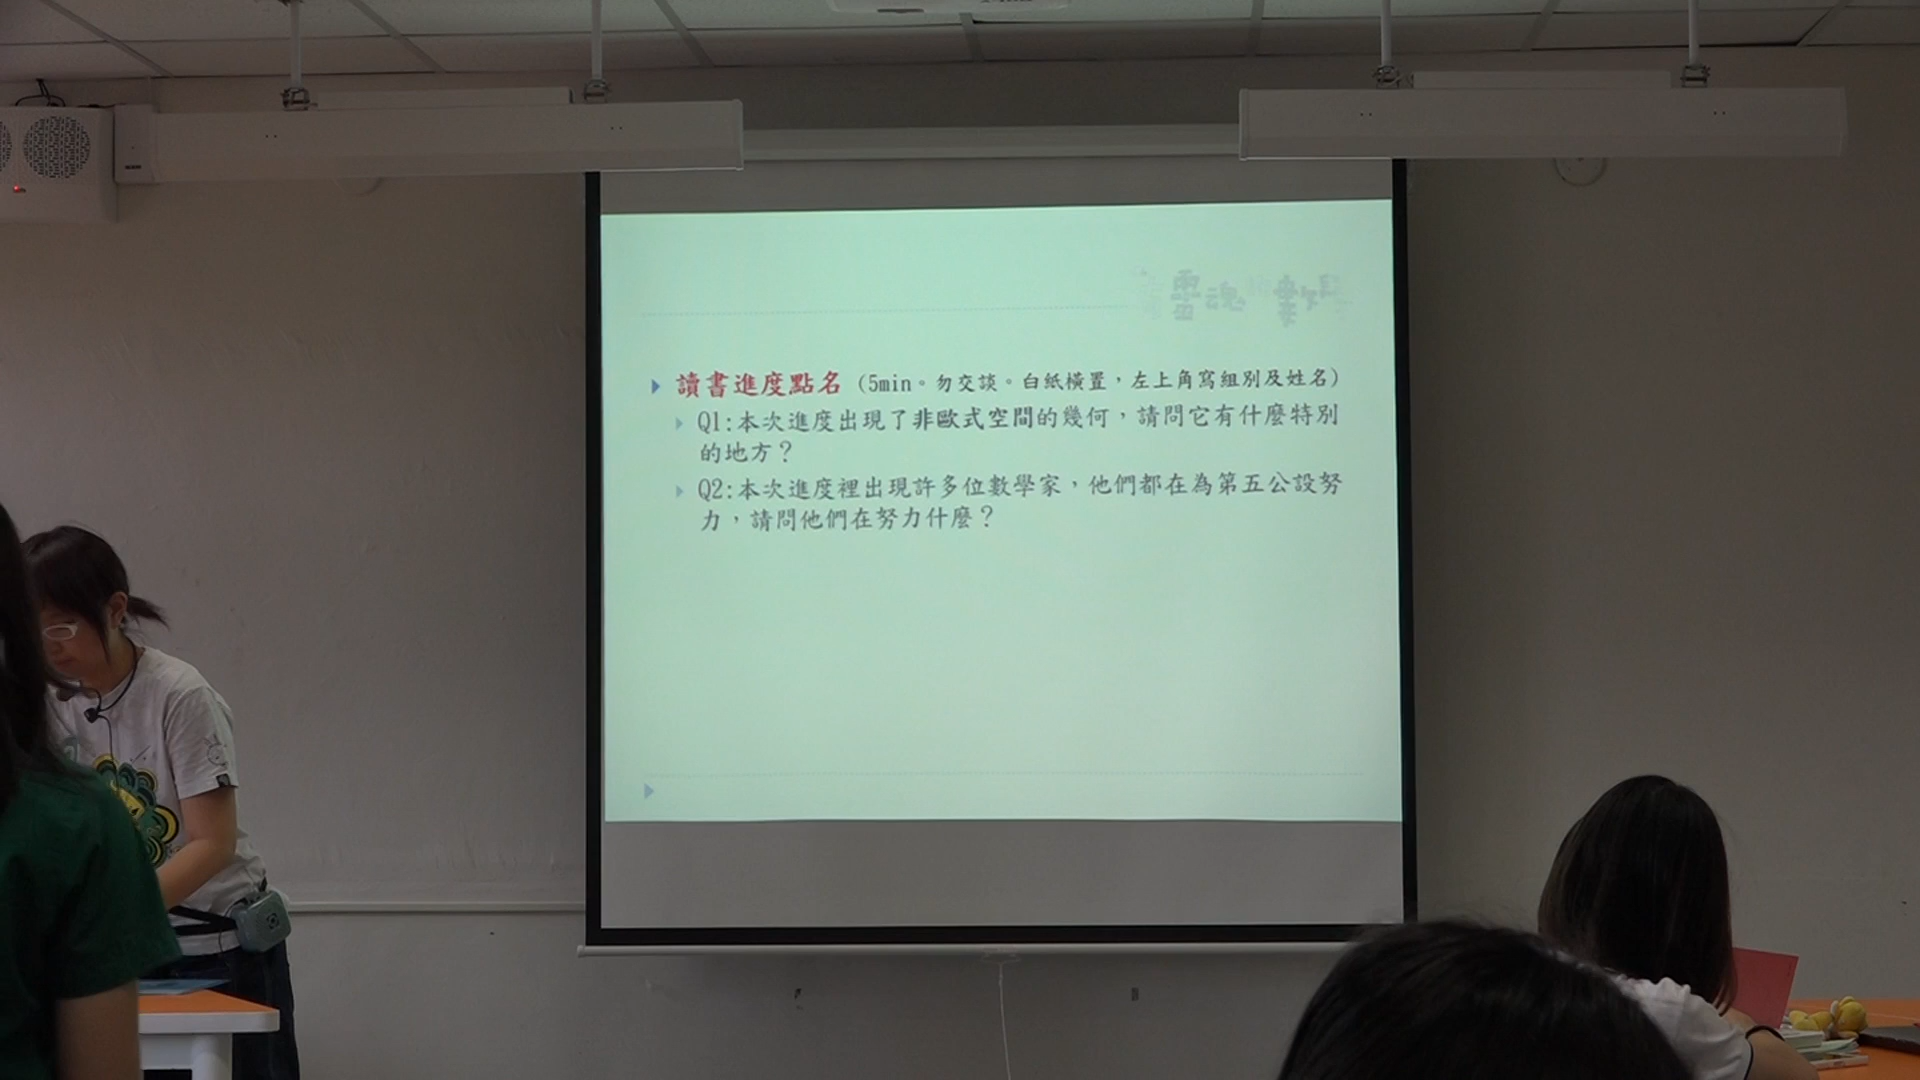 靈魂 數
讀書進度點名（5min。勿交談。白紙橫置，左上角寫組別及姓名）
Q1:本次進度出現了非歐式空間的幾何，請問它有什麼特別
的地方？
Q2:本次進度裡出現許多位數學家，他們都在為第五公設努
力，請問他們在努力什麼？